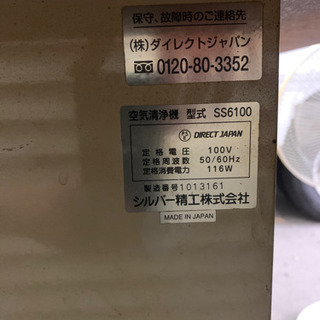 保守、故障時のご連絡先
(株)ダイレクトジャパン
0120-80-3352
空気清浄機 型式 SS6100
DIRECT JAPAN
定格電圧 100V
定格周波数 50/60Hz
定格消費電力 116W
製造番号1013161
シルバー精工株式会社
MADE IN JAPAN